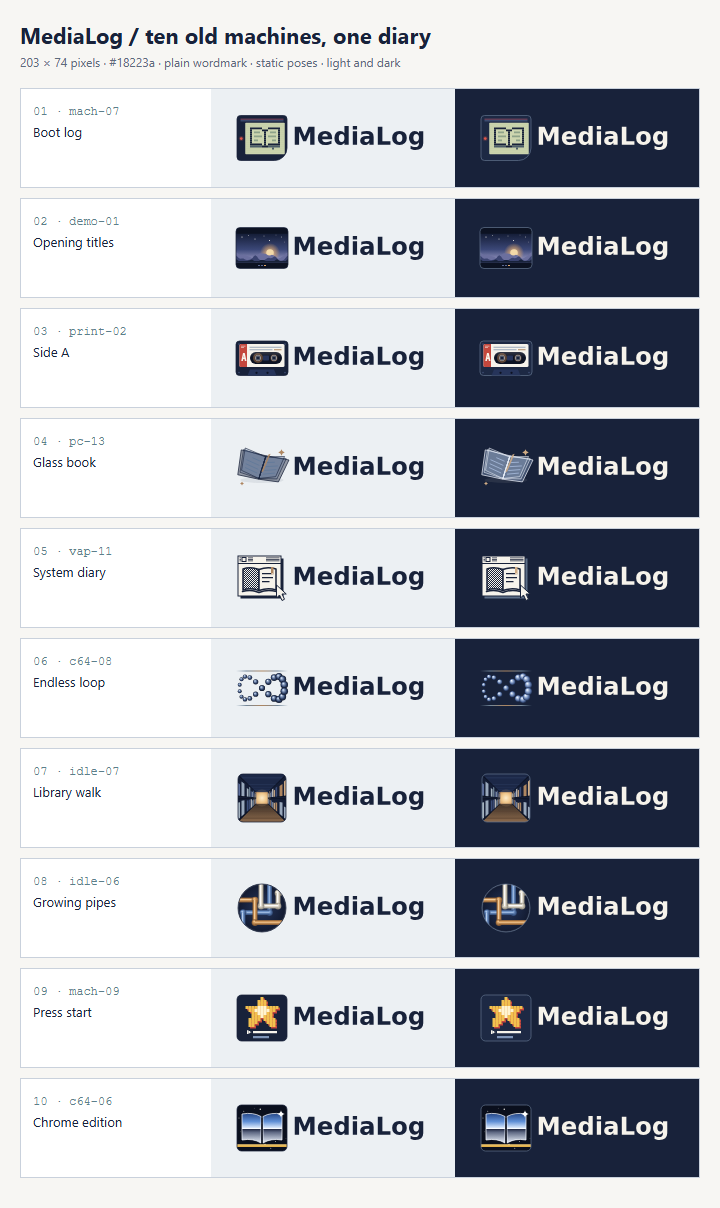 MediaLog / ten old machines, one diary
203 × 74 pixels · #18223a · plain wordmark · static poses · light and dark
01 · mach-07
Boot log
MediaLog MediaLog
02 · demo-01
Opening titles
MediaLog MediaLog
03 · print-02
Side A
A MediaLog A MediaLog
04 · pc-13
Glass book
MediaLog MediaLog
05 · vap-11
System diary
MediaLog MediaLog
06 · c64-08
Endless loop
MediaLog MediaLog
07 · idle-07
Library walk
MediaLog MediaLog
08 · idle-06
Growing pipes
MediaLog MediaLog
09 · mach-09
Press start
MediaLog MediaLog
10 · c64-06
Chrome edition
MediaLog MediaLog